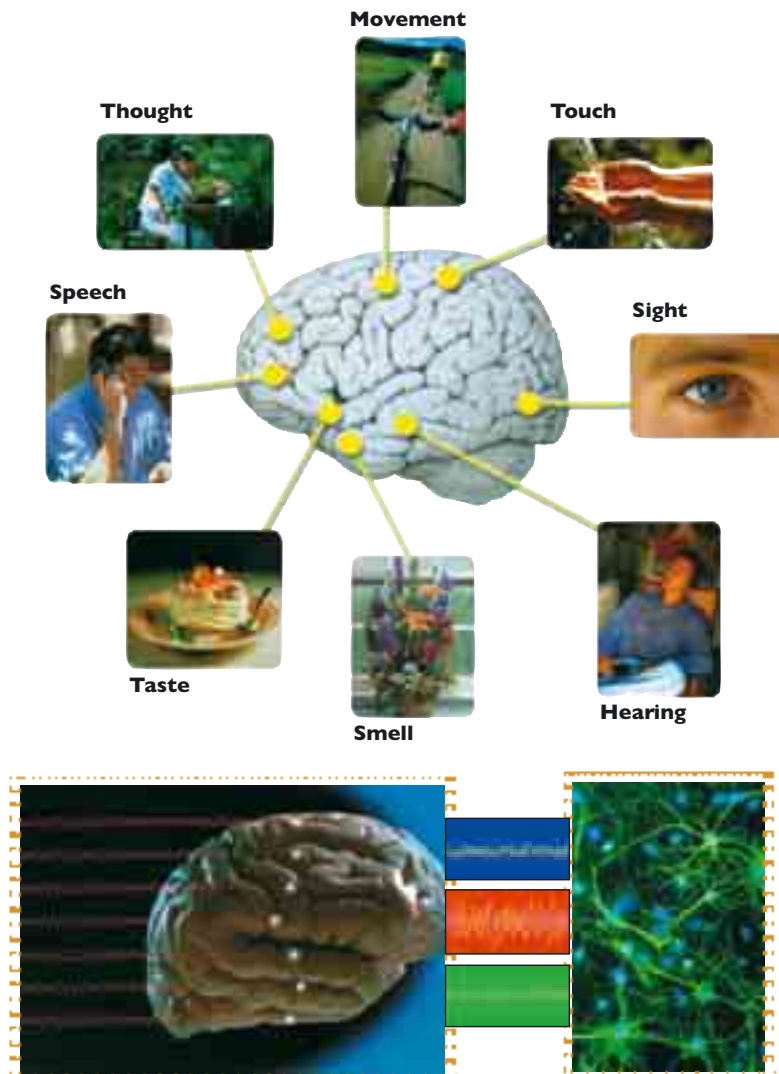 Movement
Thought
Touch
Speech
Sight
Taste
Hearing
Smell